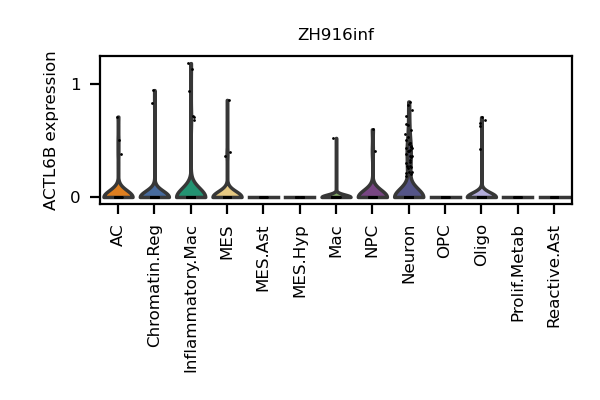 ZH916inf
ACTL6B expression
1
0
AC
Chromatin.Reg
Inflammatory.Mac
MES
MES.Ast
MES.Hyp
Mac
NPC
Neuron
OPC
Oligo
Prolif.Metab
Reactive.Ast